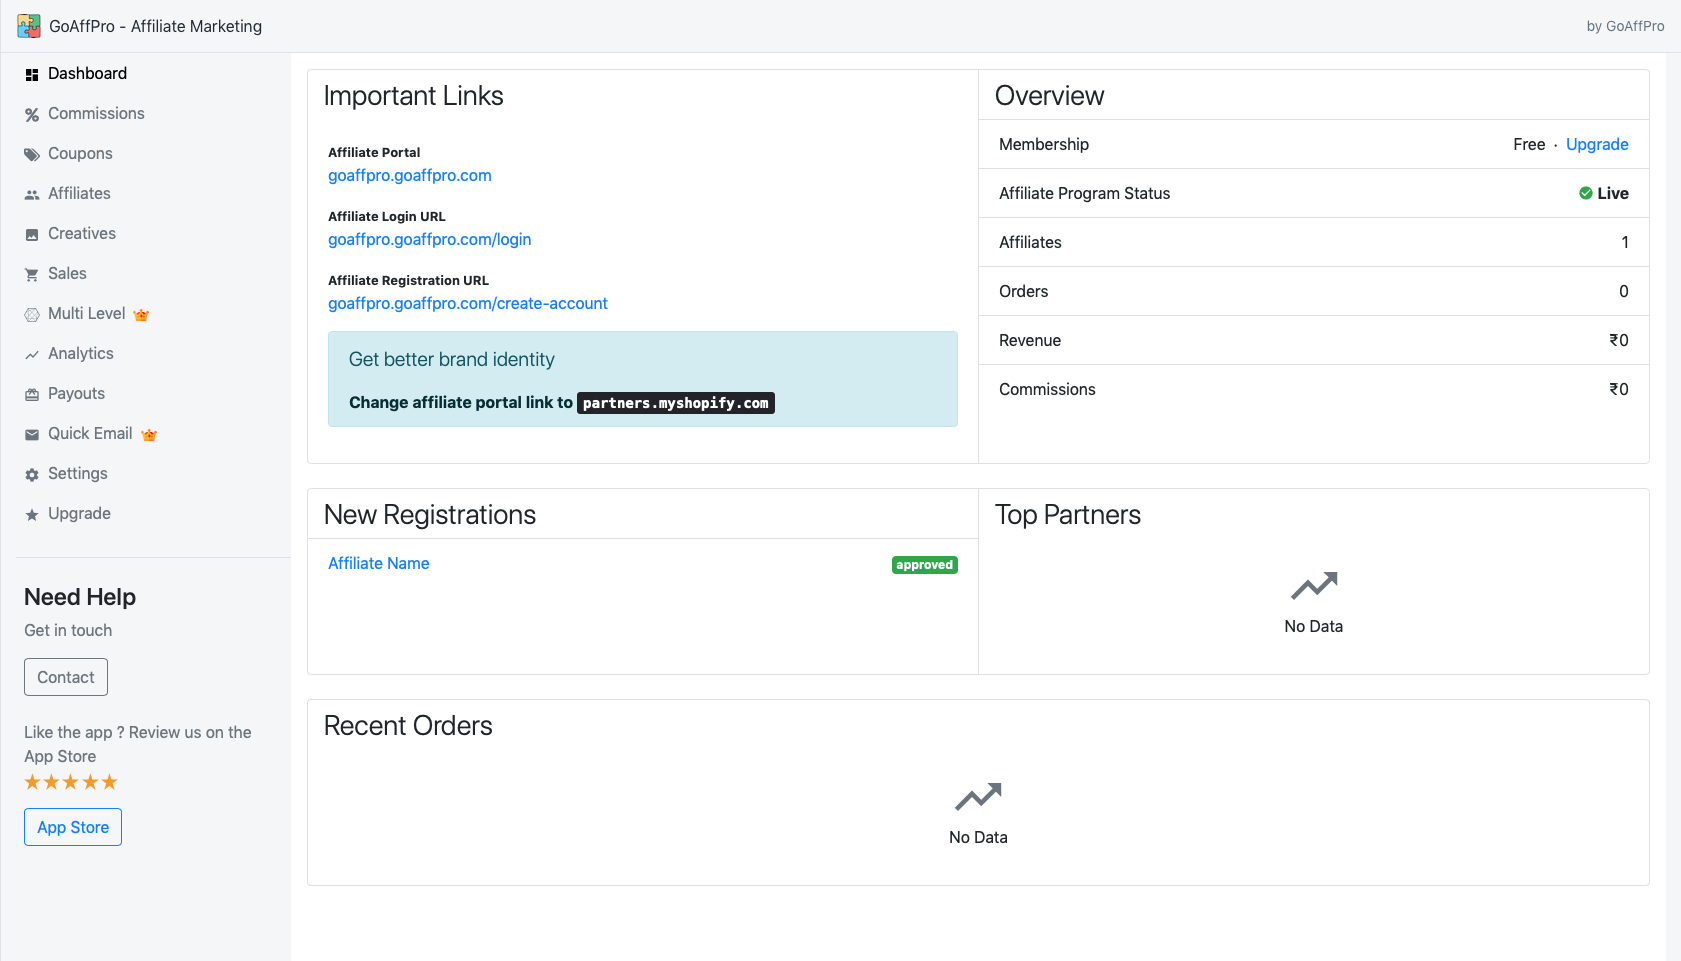 GoAffPro - Affiliate Marketing
by GoAffPro
Dashboard
Commissions
Coupons
Affiliates
Creatives
Sales
Multi Level
Analytics
Payouts
Quick Email
Settings
Upgrade
Need Help
Get in touch
Contact
Like the app ? Review us on the
App Store
App Store
Important Links
Affiliate Portal
goaffpro.goaffpro.com
Affiliate Login URL
goaffpro.goaffpro.com/login
Affiliate Registration URL
goaffpro.goaffpro.com/create-account
Get better brand identity
Change affiliate portal link to partners.myshopify.com
Overview
Membership Free · Upgrade
Affiliate Program Status Live
Affiliates 1
Orders 0
Revenue ₹0
Commissions ₹0
New Registrations
Affiliate Name approved
Top Partners
No Data
Recent Orders
No Data